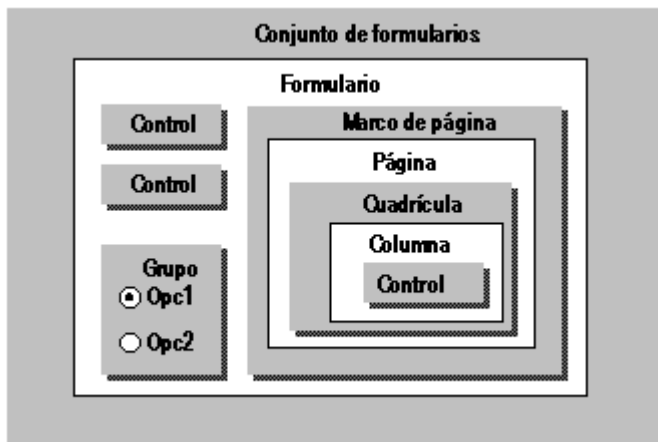 Conjunto de formularios
Formulario
Control
Control
Grupo
Opc1
Opc2
Marco de página
Página
Cuadrícula
Columna
Control